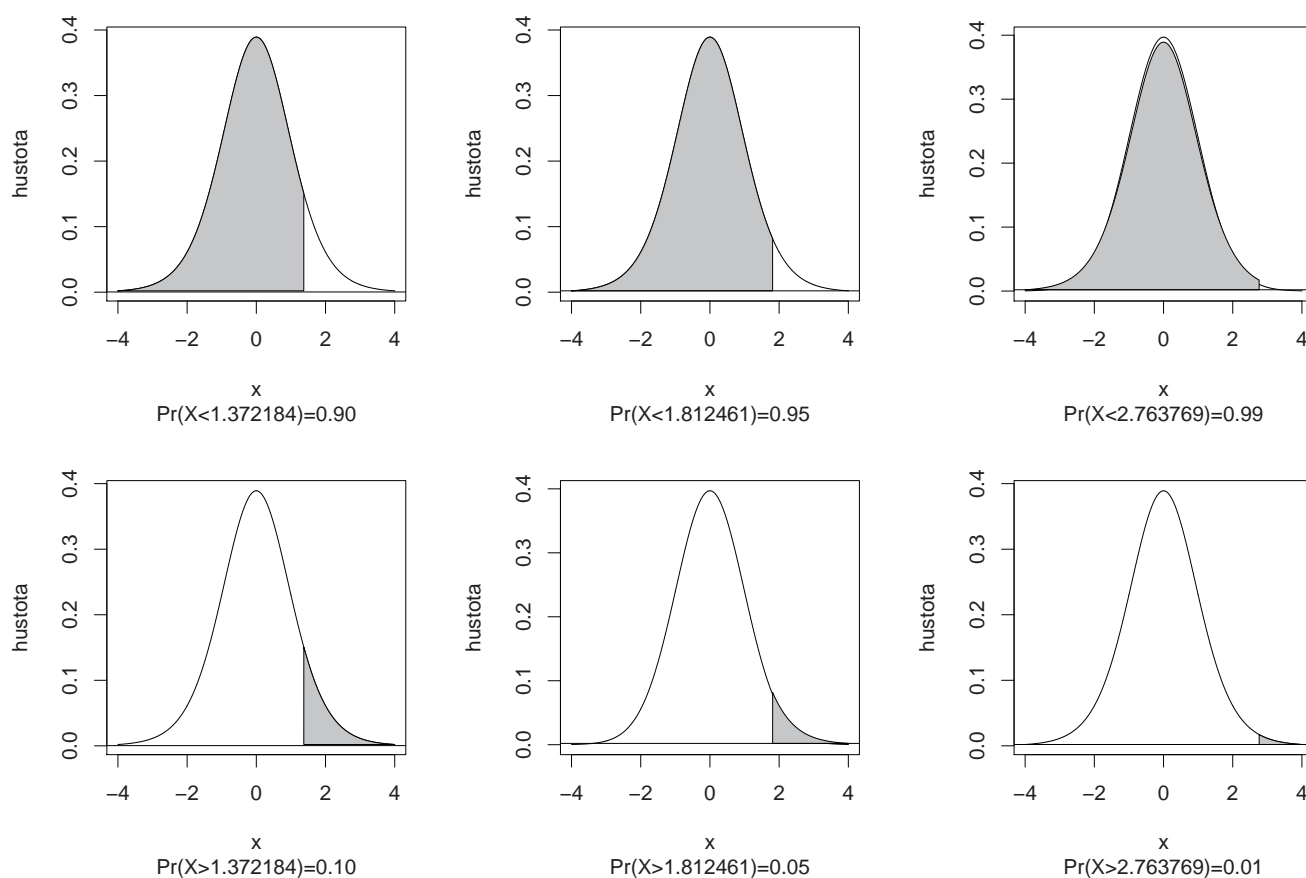 hustota
0.0 0.1 0.2 0.3 0.4
−4 −2 0 2 4
x
Pr(X<1.372184)=0.90
hustota
0.0 0.1 0.2 0.3 0.4
−4 −2 0 2 4
x
Pr(X<1.812461)=0.95
hustota
0.0 0.1 0.2 0.3 0.4
−4 −2 0 2 4
x
Pr(X<2.763769)=0.99
hustota
0.0 0.1 0.2 0.3 0.4
−4 −2 0 2 4
x
Pr(X>1.372184)=0.10
hustota
0.0 0.1 0.2 0.3 0.4
−4 −2 0 2 4
x
Pr(X>1.812461)=0.05
hustota
0.0 0.1 0.2 0.3 0.4
−4 −2 0 2 4
x
Pr(X>2.763769)=0.01